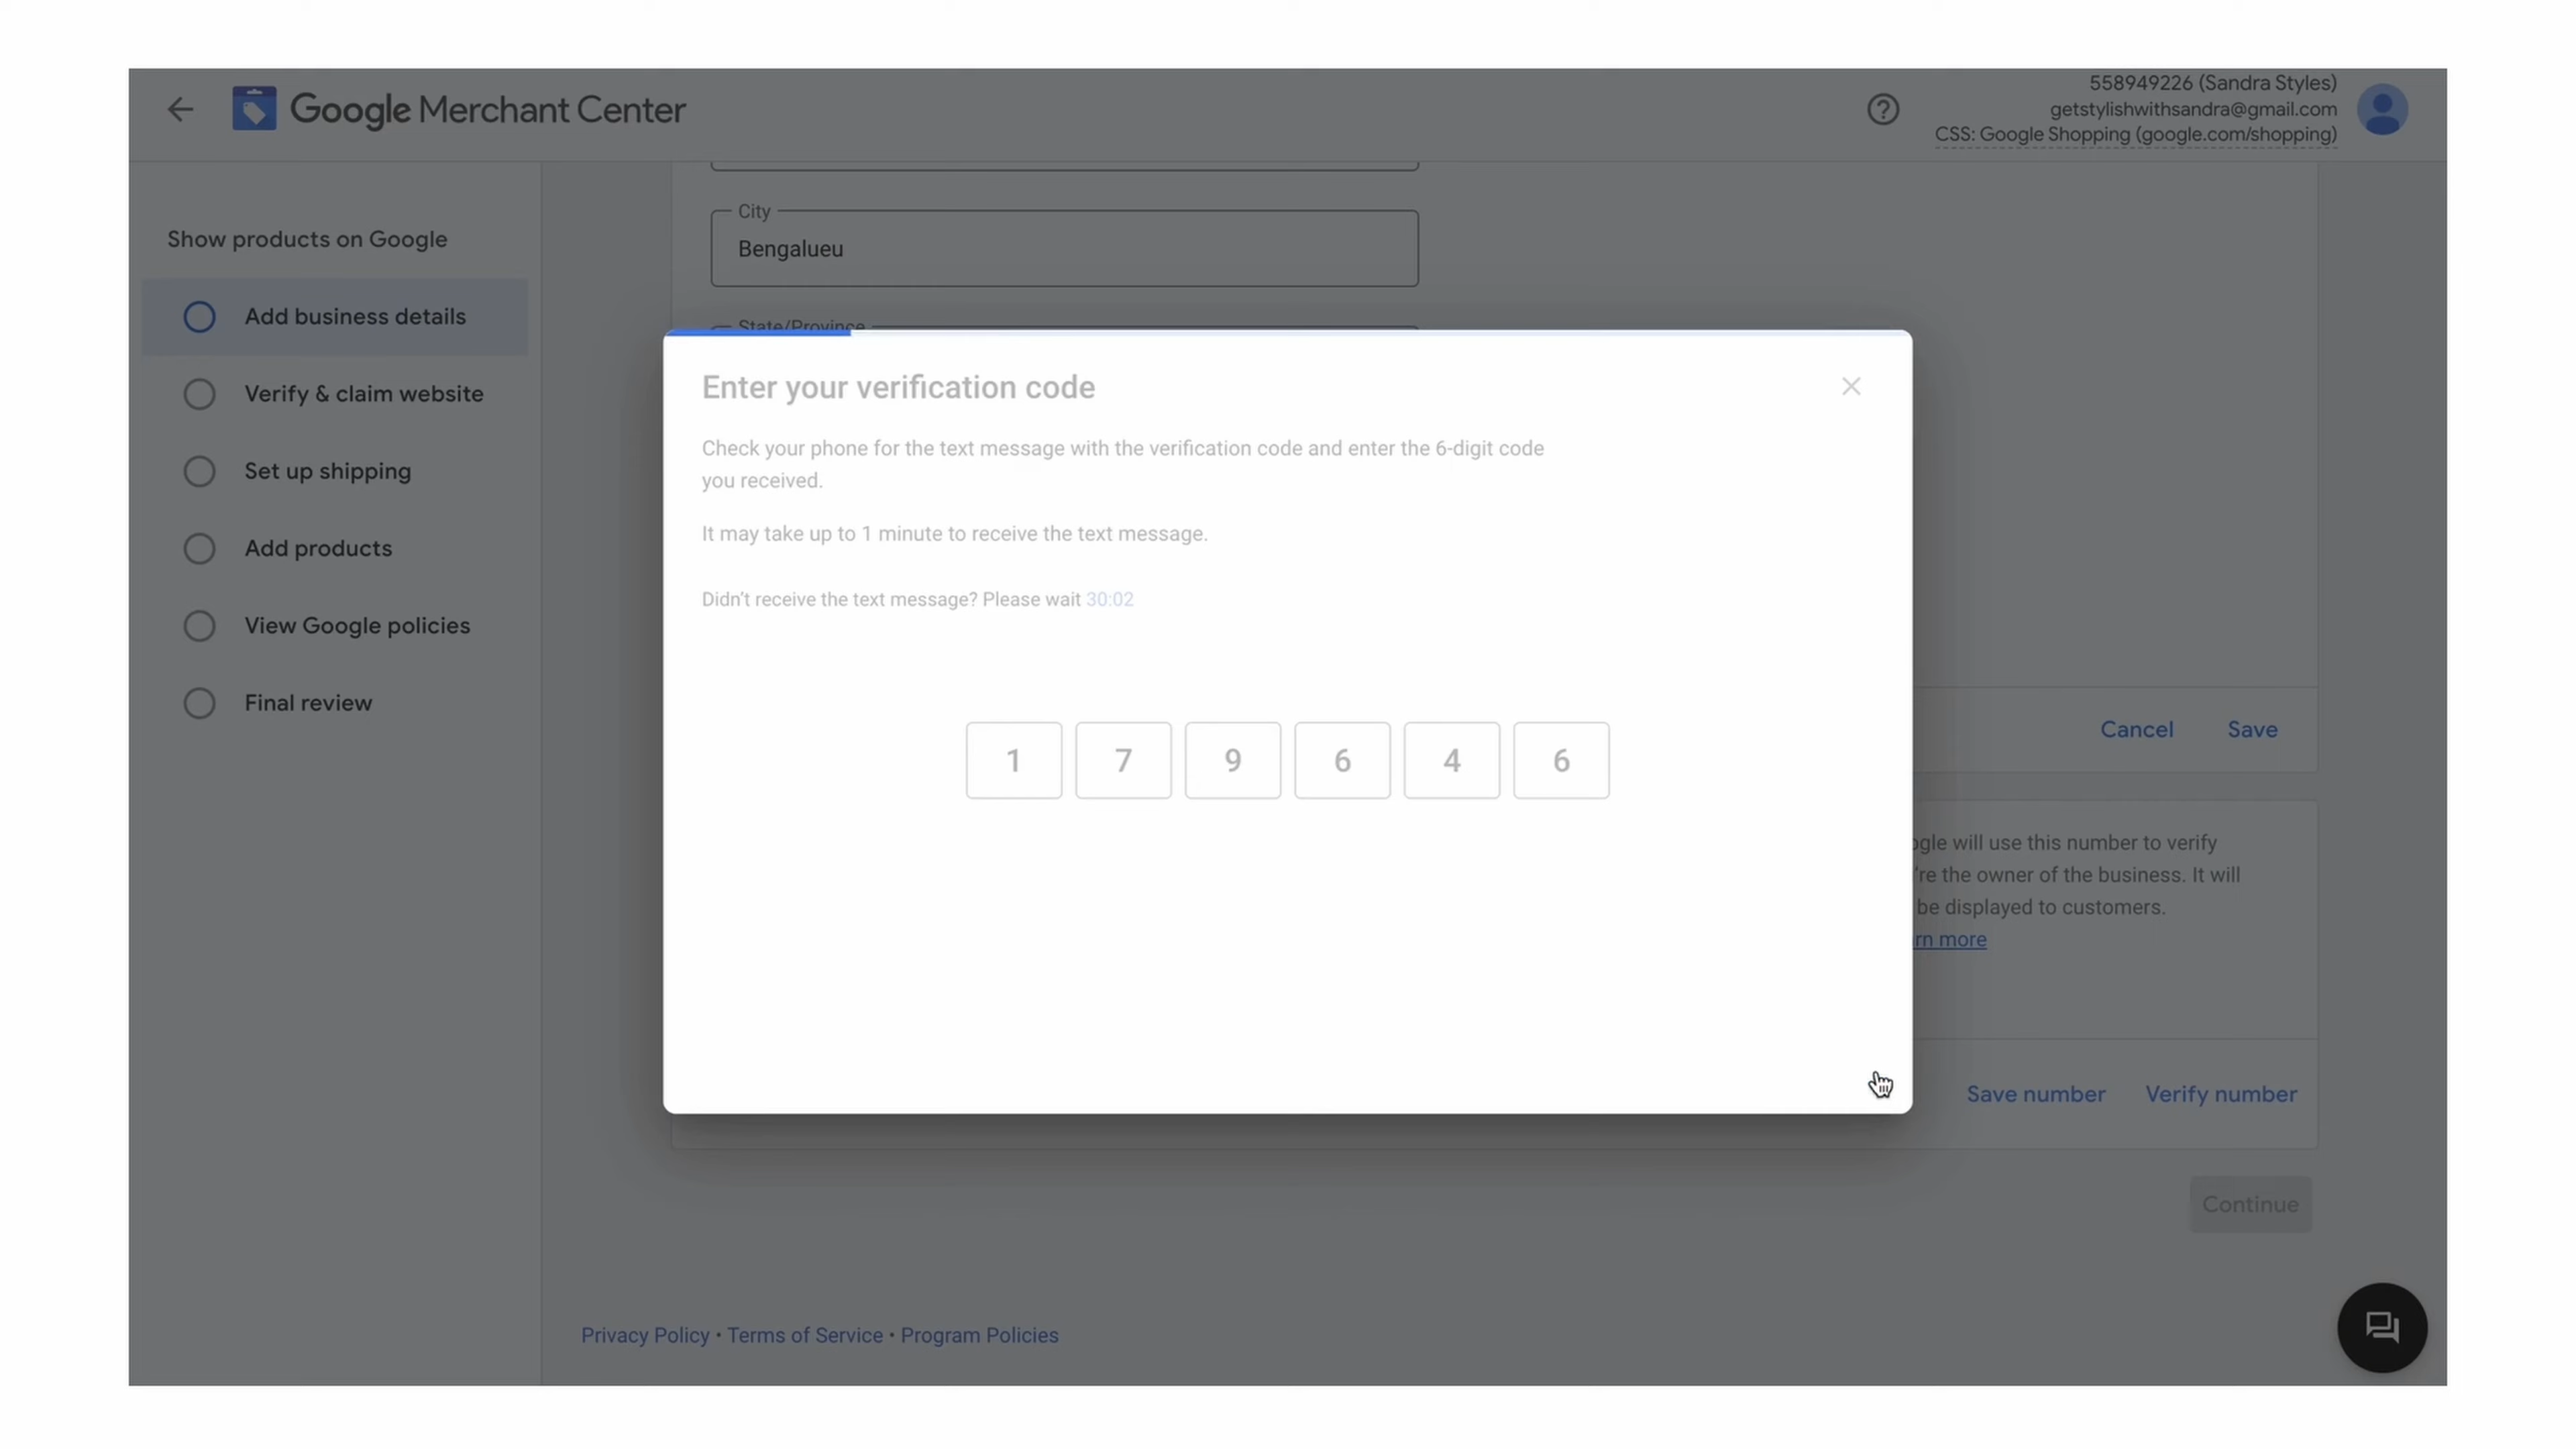 Google Merchant Center
558949226 (Sandra Styles)
getstylishwithsandra@gmail.com
CSS: Google Shopping (google.com/shopping)
Show products on Google
Add business details
Verify & claim website
Set up shipping
Add products
View Google policies
Final review
City
Bengalueu
State/Province
Enter your verification code
Check your phone for the text message with the verification code and enter the 6-digit code
you received.
It may take up to 1 minute to receive the text message.
Didn't receive the text message? Please wait 30:02
1 7 9 6 4 6
Cancel Save
will use this number to verify
're the owner of the business. It will
be displayed to customers.
more
Save number Verify number
Continue
Privacy Policy • Terms of Service • Program Policies